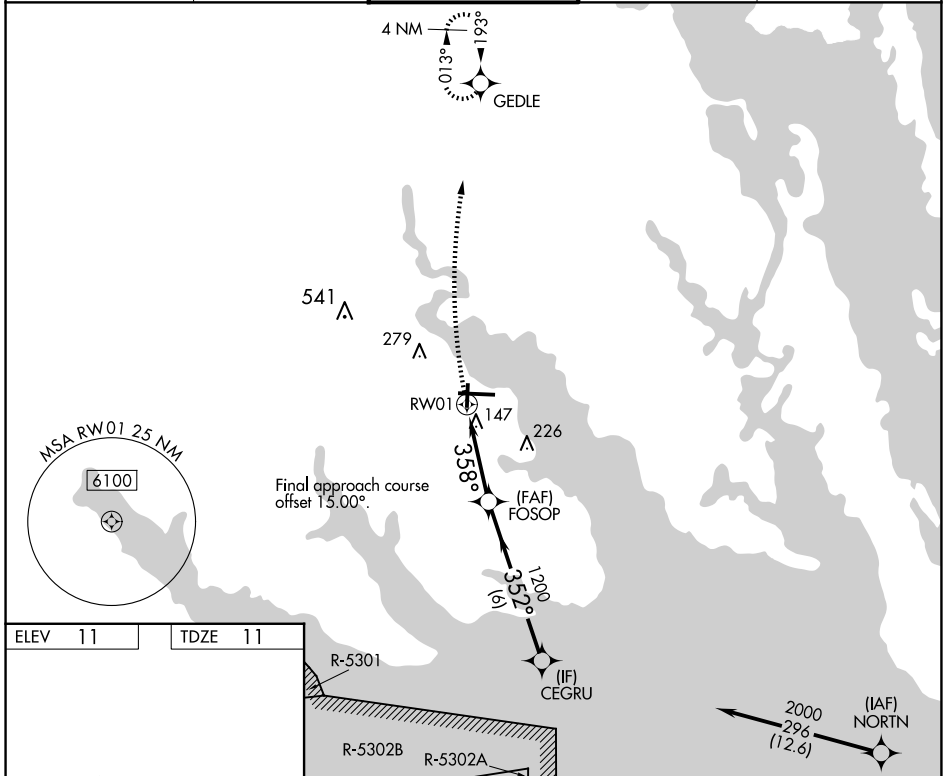 4 NM
193°
013°
GEDLE
541
279
RW01
147
226
MSA RW01 25 NM
6100
Final approach course
offset 15.00°.
358°
(FAF)
FOSOP
1200
352°
(6)
ELEV 11
TDZE 11
R-5301
(IF)
CEGRU
2000
296
(12.6)
(IAF)
NORTN
R-5302B
R-5302A